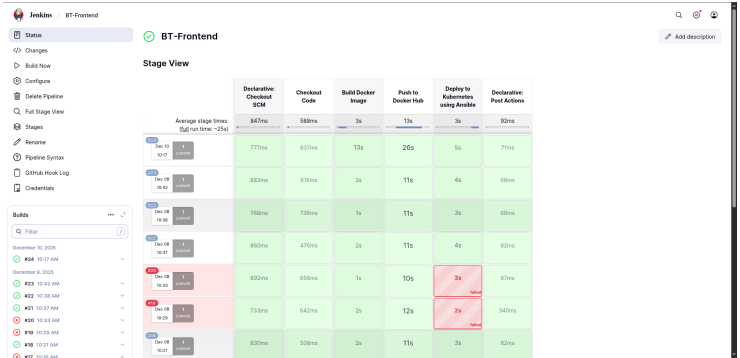 Jenkins / BT-Frontend
Status
Changes
Build Now
Configure
Delete Pipeline
Full Stage View
Stages
Rename
Pipeline Syntax
GitHub Hook Log
Credentials
Builds
Filter /
December 10, 2025
#24 10:17 AM
December 8, 2025
#23 10:42 AM
#22 10:38 AM
#21 10:37 AM
#20 10:33 AM
#19 10:29 AM
#18 10:21 AM
BT-Frontend
Add description
Stage View
Declarative: Checkout SCM
Checkout Code
Build Docker Image
Push to Docker Hub
Deploy to Kubernetes using Ansible
Declarative: Post Actions
Average stage times:
(full run time: ~25s)
847ms 588ms 3s 13s 3s 92ms
Dec 10 10:17 1 commit
777ms 637ms 13s 26s 5s 71ms
Dec 08 10:42 1 commit
883ms 616ms 2s 11s 4s 66ms
Dec 08 10:38 1 commit
768ms 736ms 1s 11s 3s 66ms
Dec 08 10:37 1 commit
860ms 476ms 2s 11s 4s 62ms
#20
Dec 08 10:33 1 commit
892ms 656ms 1s 10s 3s failed 67ms
#19
Dec 08 10:29 1 commit
733ms 642ms 2s 12s 2s failed 340ms
Dec 08 10:21 1 commit
830ms 508ms 2s 11s 3s 62ms